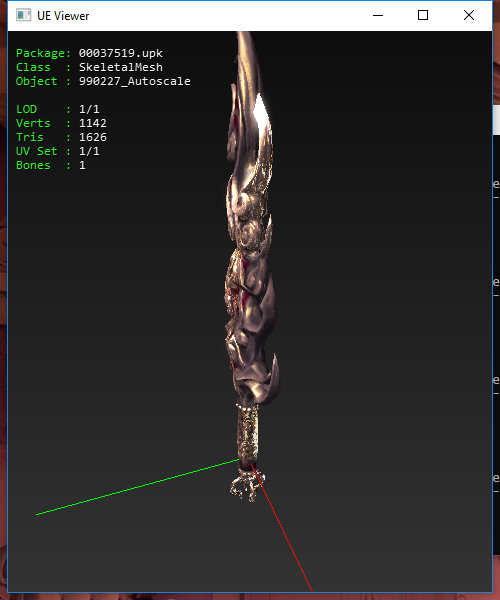 UE Viewer
Package: 00037519.upk
Class  : SkeletalMesh
Object : 990227_Autoscale
LOD    : 1/1
Verts  : 1142
Tris   : 1626
UV Set : 1/1
Bones  : 1